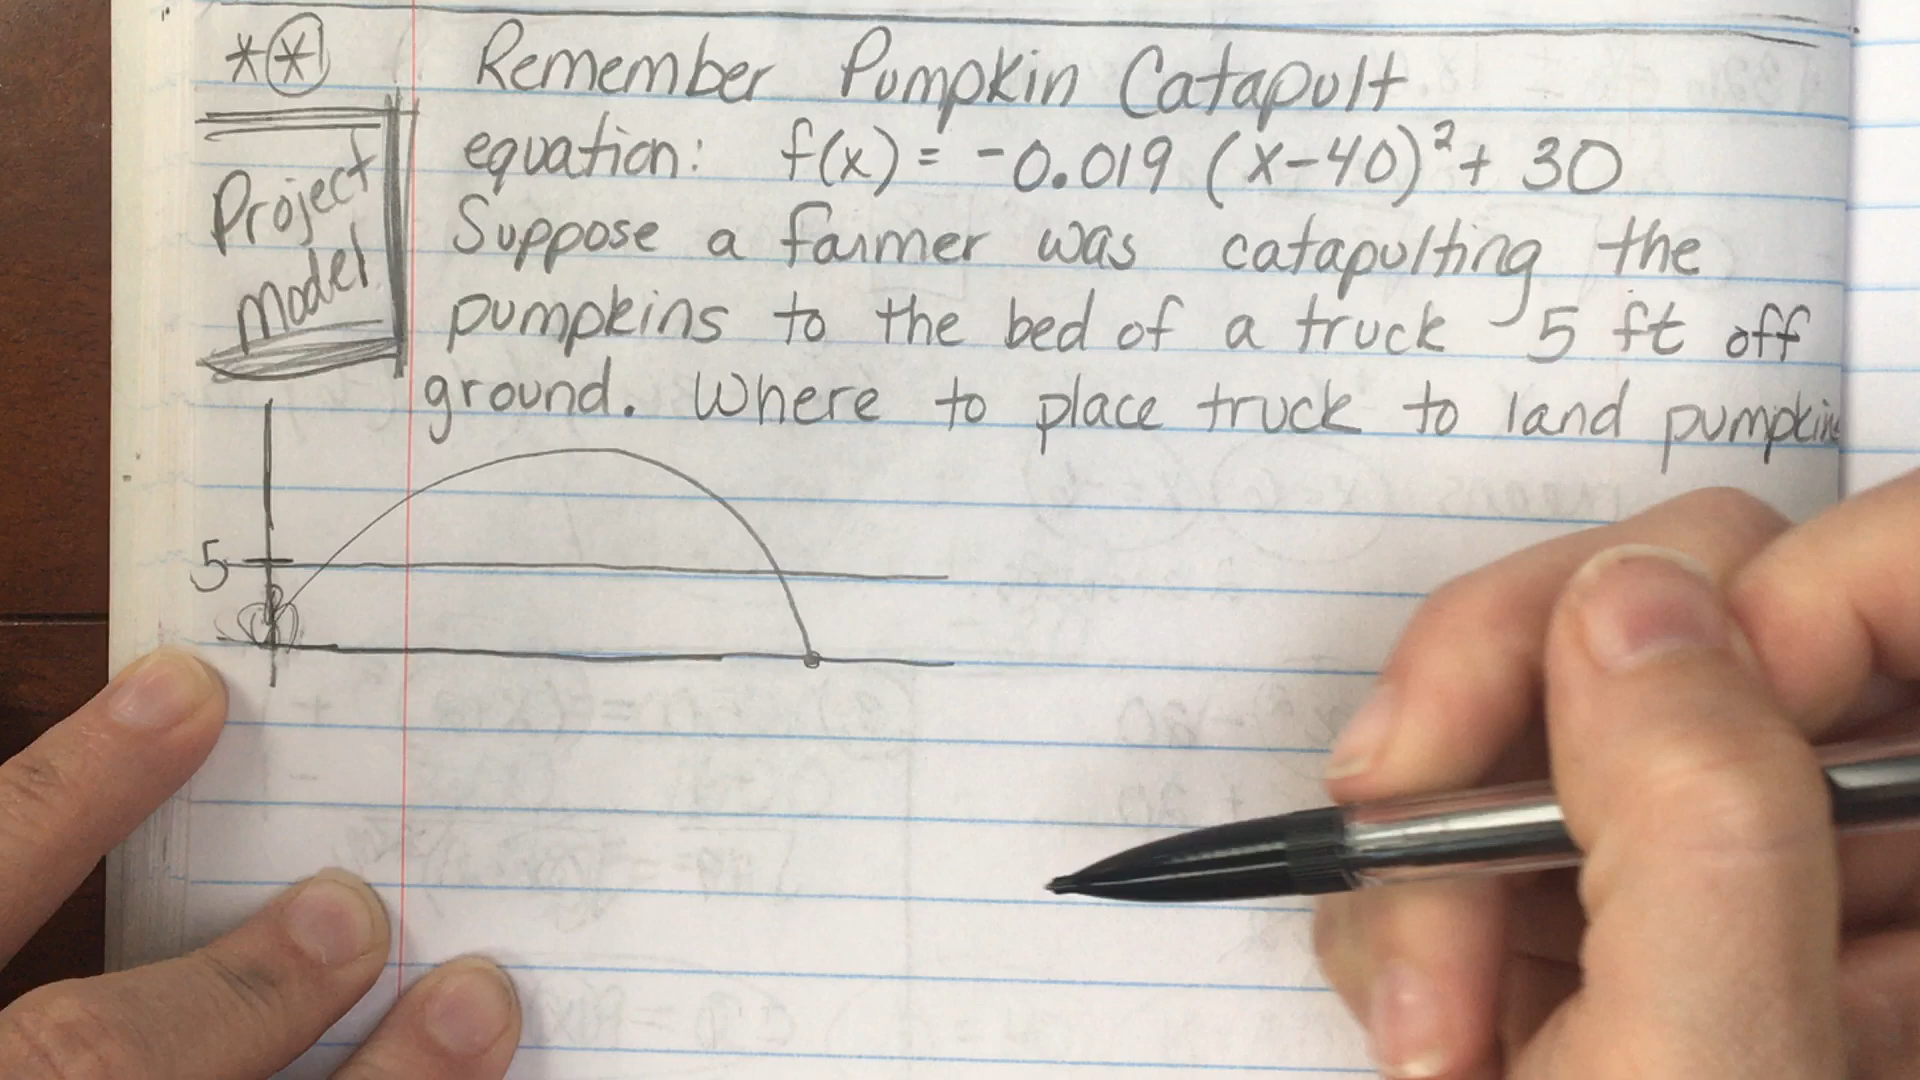 ** Remember Pumpkin Catapult
equation: f(x) = -0.019 (x-40)² + 30
Project
Model
Suppose a farmer was catapulting the
pumpkins to the bed of a truck 5 ft off
ground. Where to place truck to land pumpkins
5